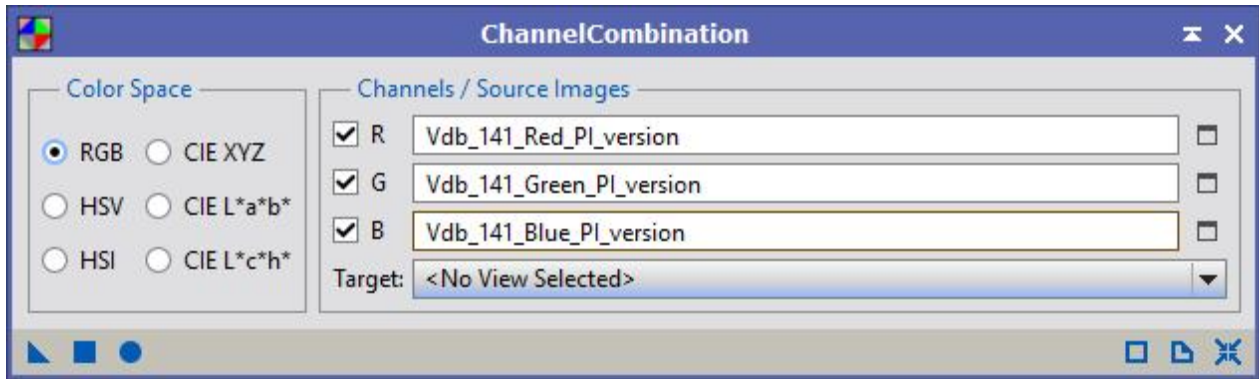 ChannelCombination
Color Space
RGB CIE XYZ
HSV CIE L*a*b*
HSI CIE L*c*h*
Channels / Source Images
R Vdb_141_Red_PI_version
G Vdb_141_Green_PI_version
B Vdb_141_Blue_PI_version
Target: <No View Selected>